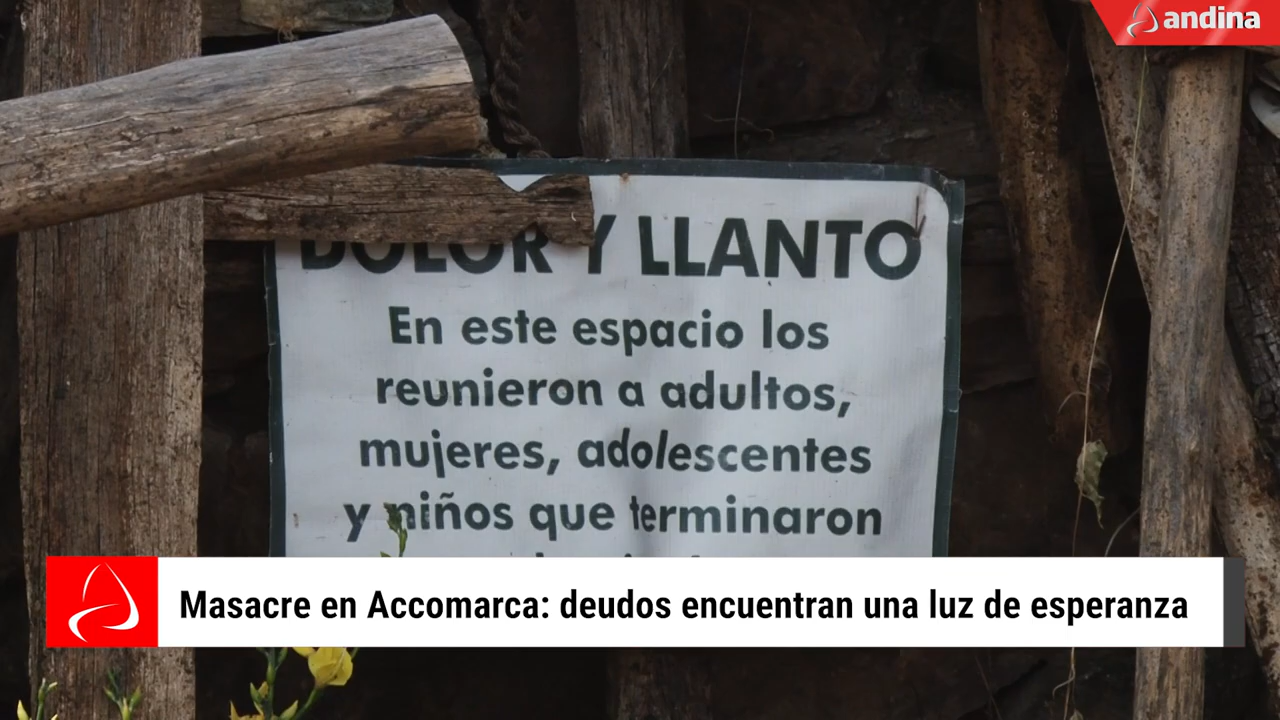 andina
DOLOR Y LLANTO
En este espacio los
reunieron a adultos,
mujeres, adolescentes
y niños que terminaron
Masacre en Accomarca: deudos encuentran una luz de esperanza